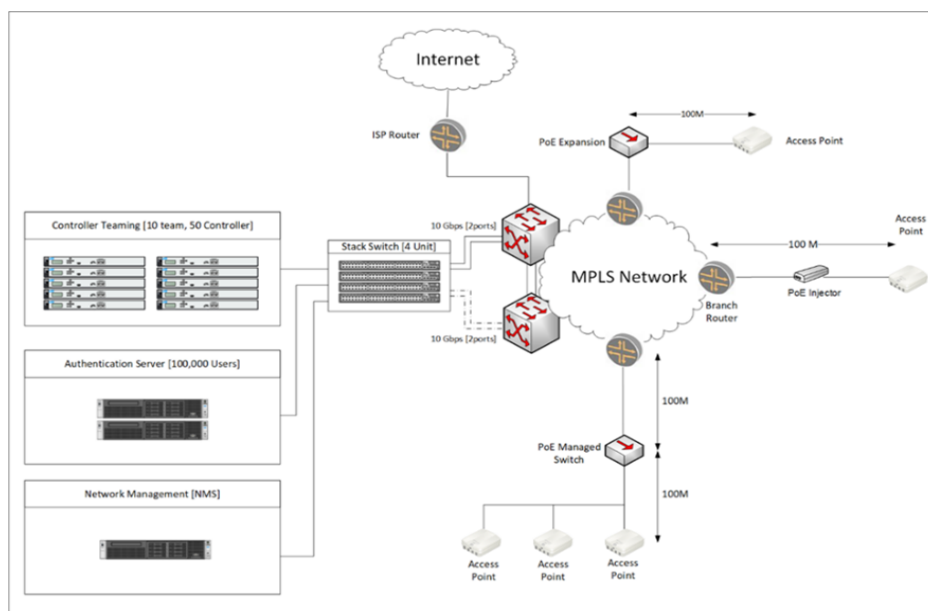 Internet
ISP Router
100M
PoE Expansion
Access Point
Controller Teaming [10 team, 50 Controller]
10 Gbps [2ports]
Stack Switch [4 Unit]
Access
Point
100 M
MPLS Network
PoE Injector
Branch
Router
10 Gbps [2ports]
Authentication Server [100,000 Users]
100M
PoE Managed
Switch
100M
Network Management [NMS]
Access
Point
Access
Point
Access
Point